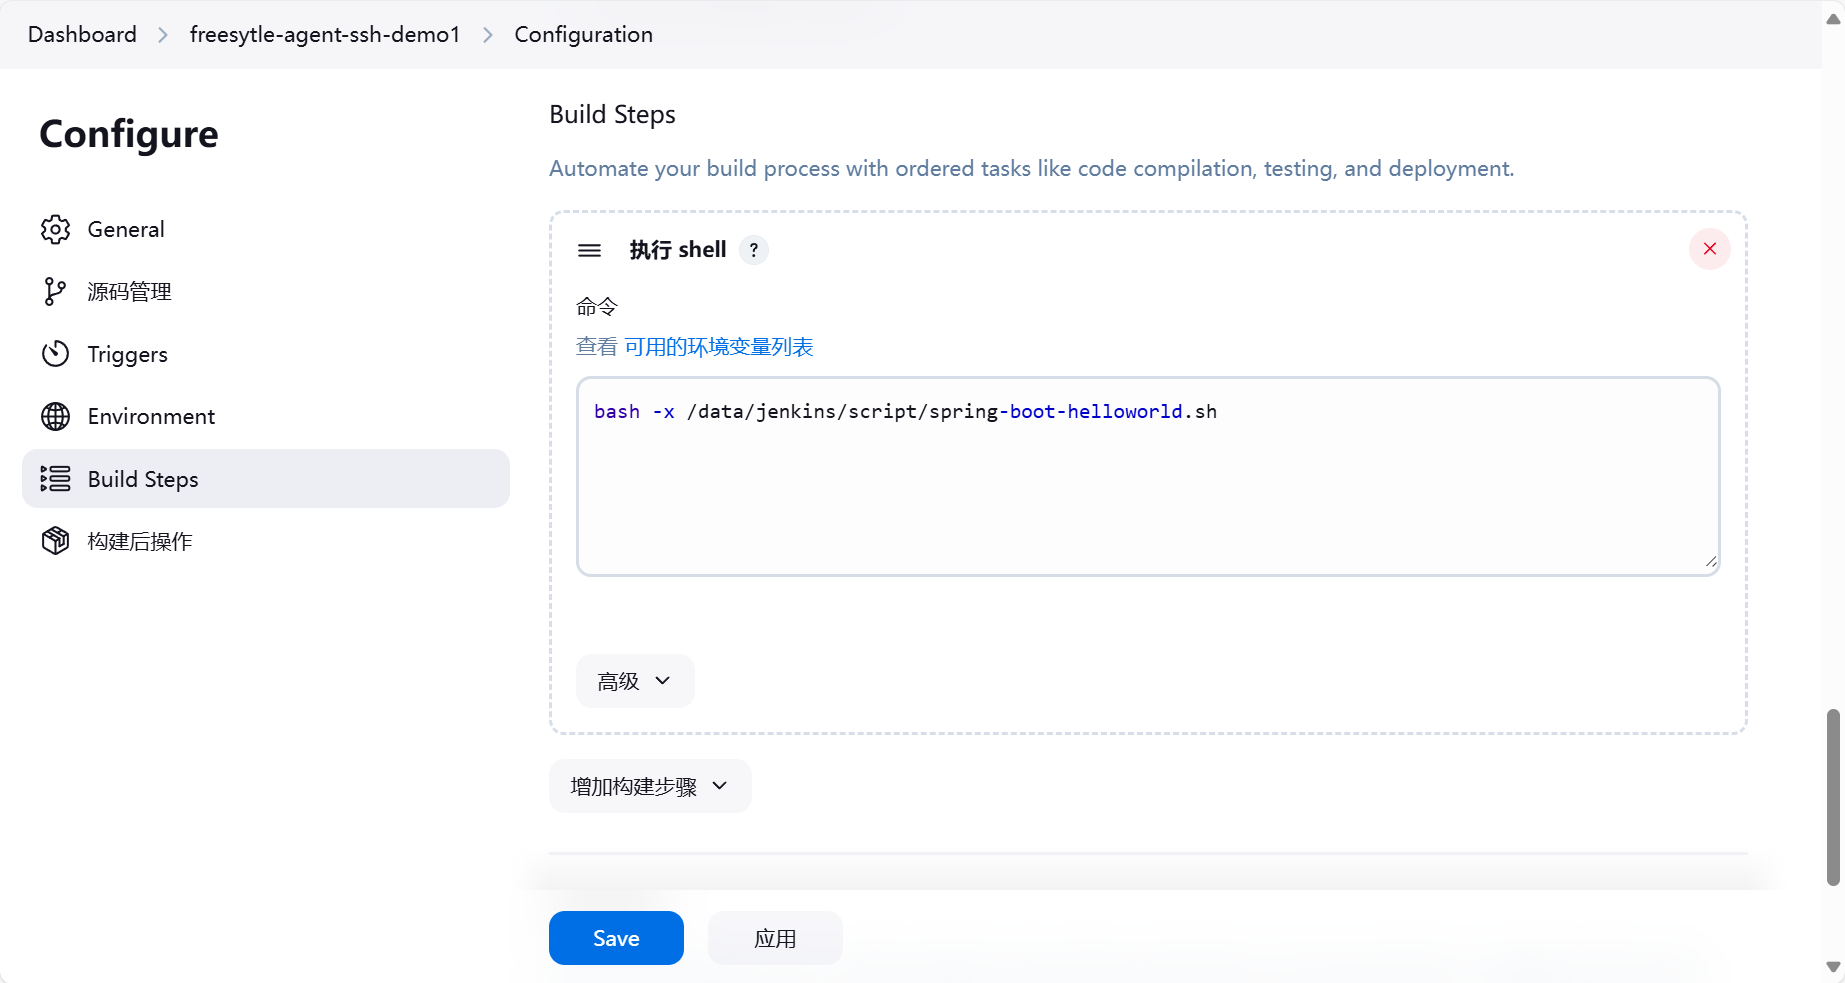 Dashboard > freesytle-agent-ssh-demo1 > Configuration
Configure
General
源码管理
Triggers
Environment
Build Steps
构建后操作
Build Steps
Automate your build process with ordered tasks like code compilation, testing, and deployment.
执行 shell ?
命令
查看 可用的环境变量列表
bash -x /data/jenkins/script/spring-boot-helloworld.sh
高级
增加构建步骤
Save
应用